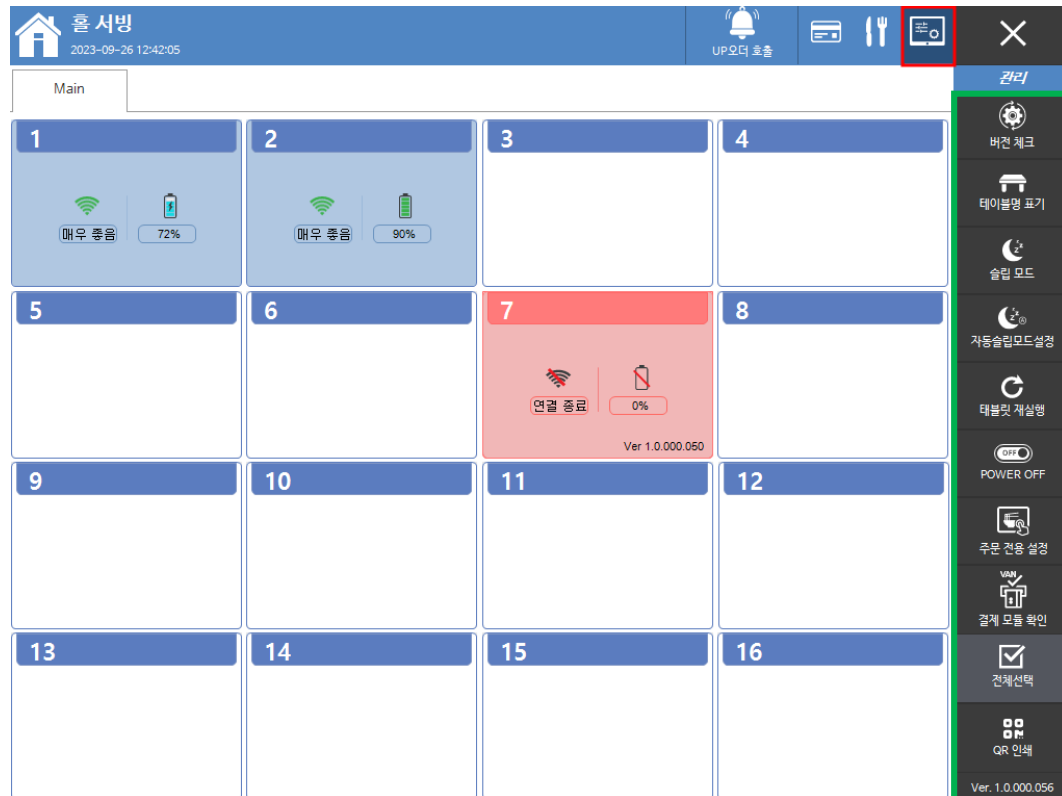 홀 서빙
2023-09-26 12:42:05
UP오더 호출
관리
Main
1
2
3
4
매우 좋음
72%
매우 좋음
90%
5
6
7
8
연결 종료
0%
Ver 1.0.000.050
9
10
11
12
13
14
15
16
버전 체크
테이블명 표기
슬립 모드
자동슬립모드설정
태블릿 재실행
OFF
POWER OFF
주문 전용 설정
VAN
결제 모듈 확인
전체선택
QR 인쇄
Ver. 1.0.000.056